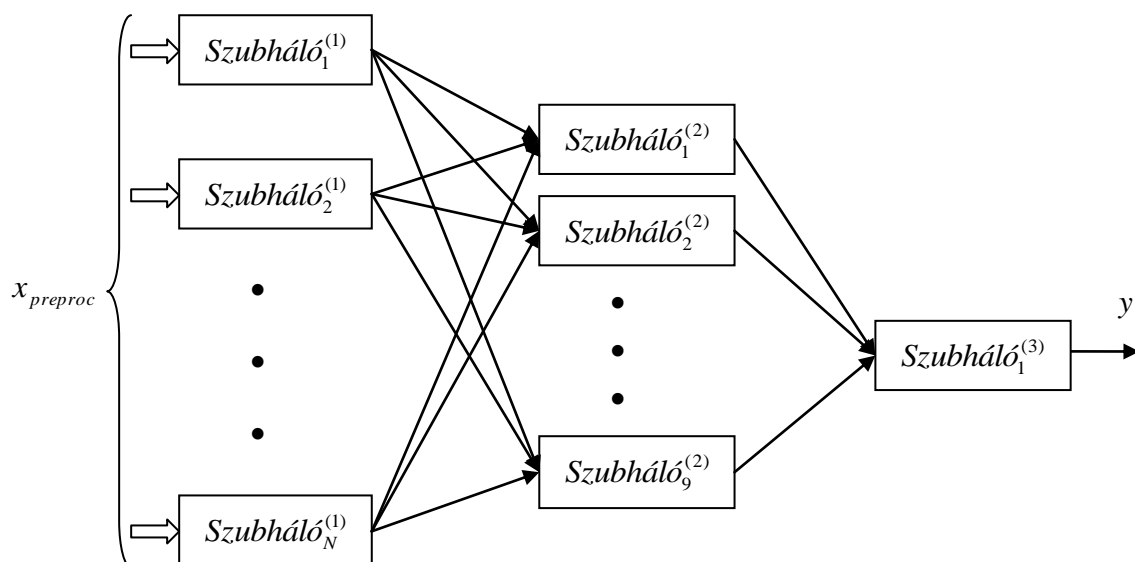 Szubháló₁⁽¹⁾
Szubháló₂⁽¹⁾
Szubháló_N⁽¹⁾
x_preproc
Szubháló₁⁽²⁾
Szubháló₂⁽²⁾
Szubháló₉⁽²⁾
Szubháló₁⁽³⁾
y